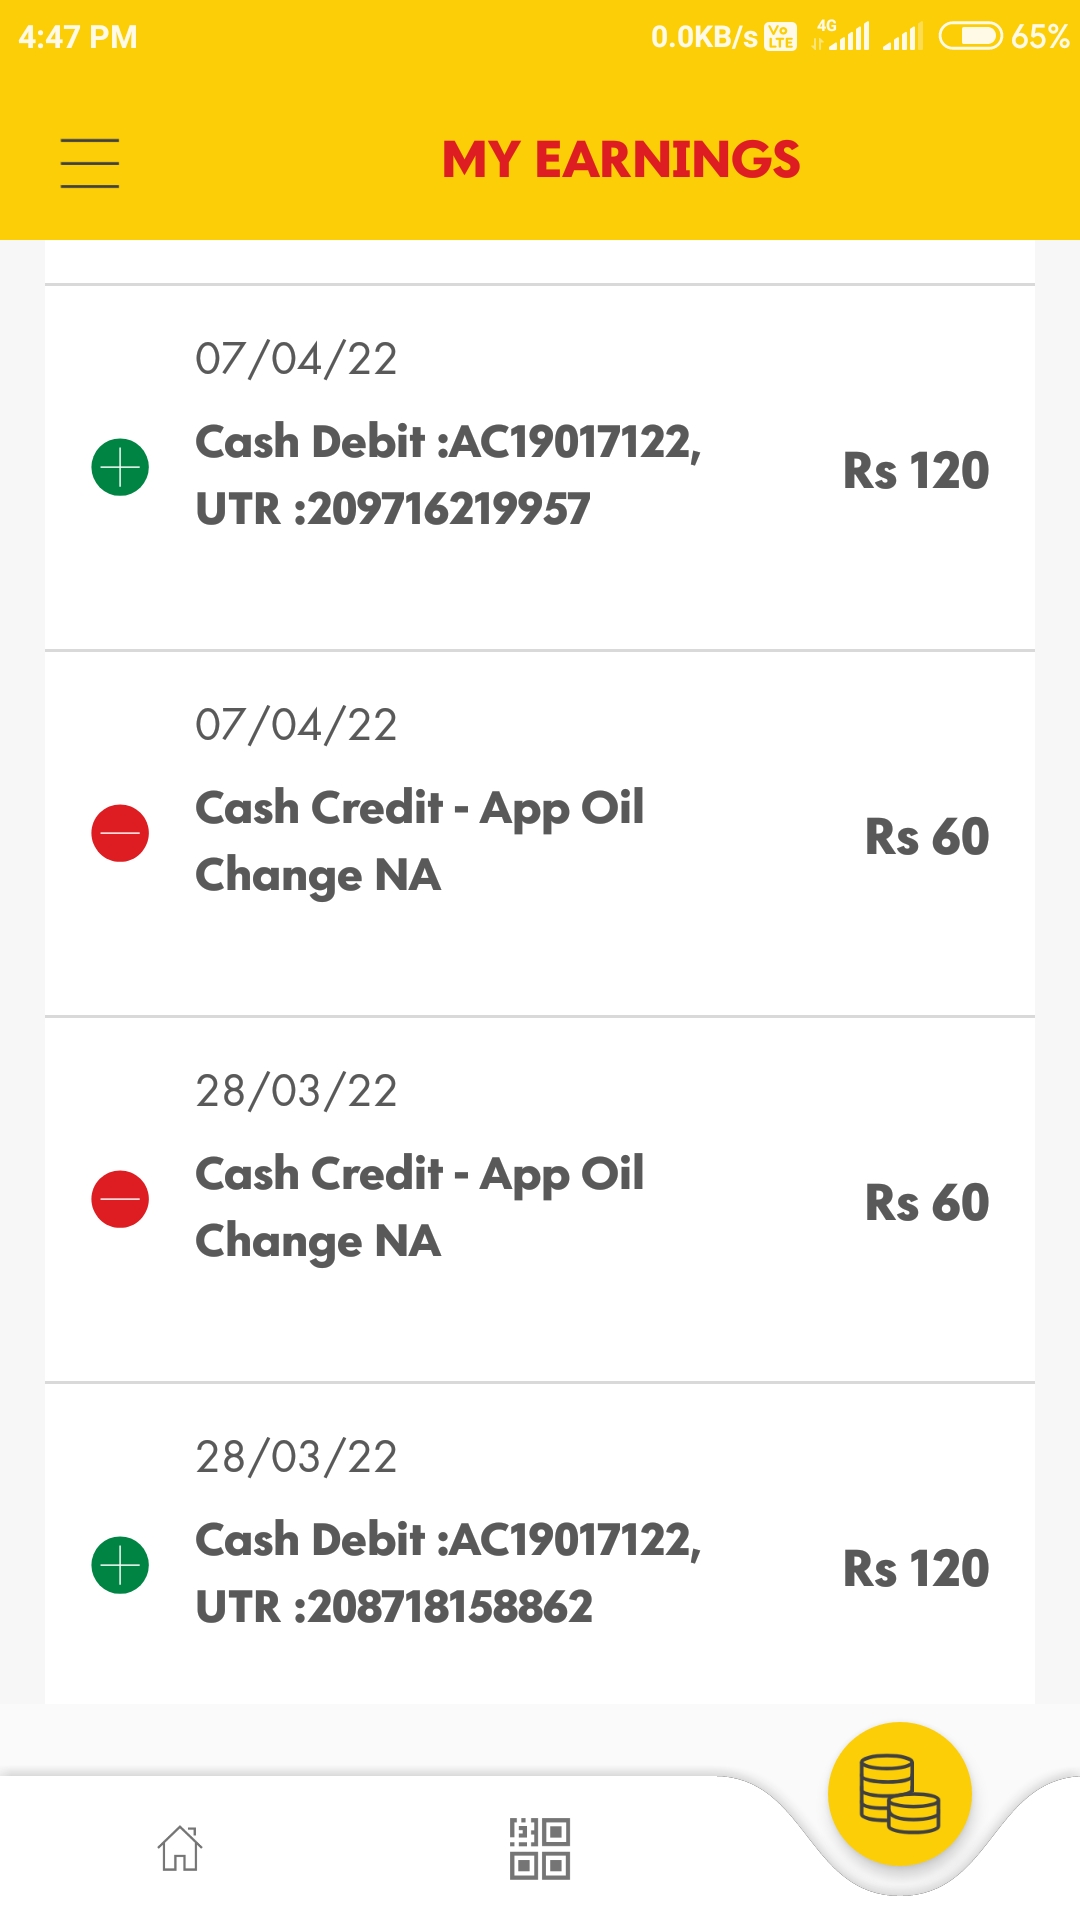 4:47 PM 0.0KB/s Vo LTE 4G 65%
MY EARNINGS
07/04/22
Cash Debit :AC19017122,
UTR :209716219957
Rs 120
07/04/22
Cash Credit - App Oil
Change NA
Rs 60
28/03/22
Cash Credit - App Oil
Change NA
Rs 60
28/03/22
Cash Debit :AC19017122,
UTR :208718158862
Rs 120